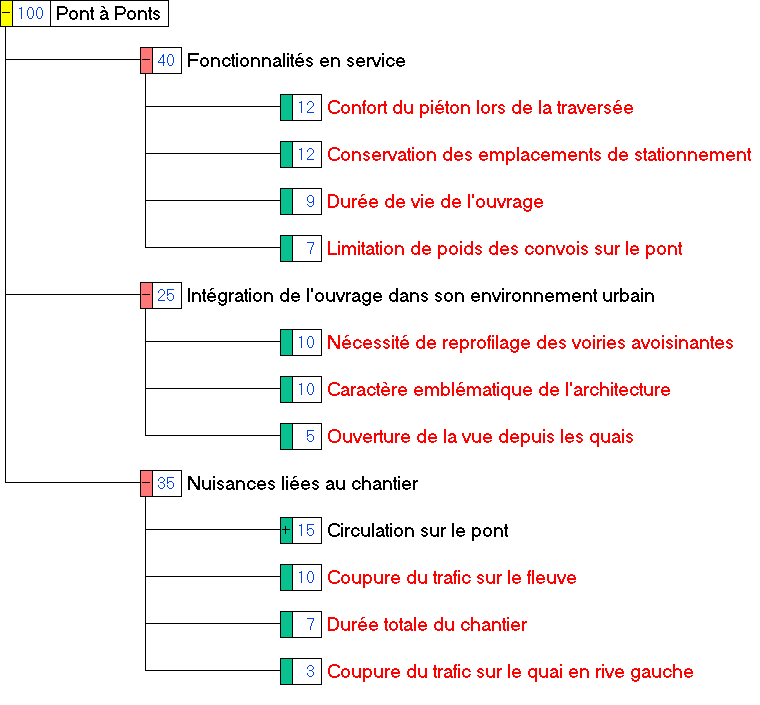 100 Pont à Ponts
40 Fonctionnalités en service
12 Confort du piéton lors de la traversée
12 Conservation des emplacements de stationnement
9 Durée de vie de l'ouvrage
7 Limitation de poids des convois sur le pont
25 Intégration de l'ouvrage dans son environnement urbain
10 Nécessité de reprofilage des voiries avoisinantes
10 Caractère emblématique de l'architecture
5 Ouverture de la vue depuis les quais
35 Nuisances liées au chantier
15 Circulation sur le pont
10 Coupure du trafic sur le fleuve
7 Durée totale du chantier
3 Coupure du trafic sur le quai en rive gauche